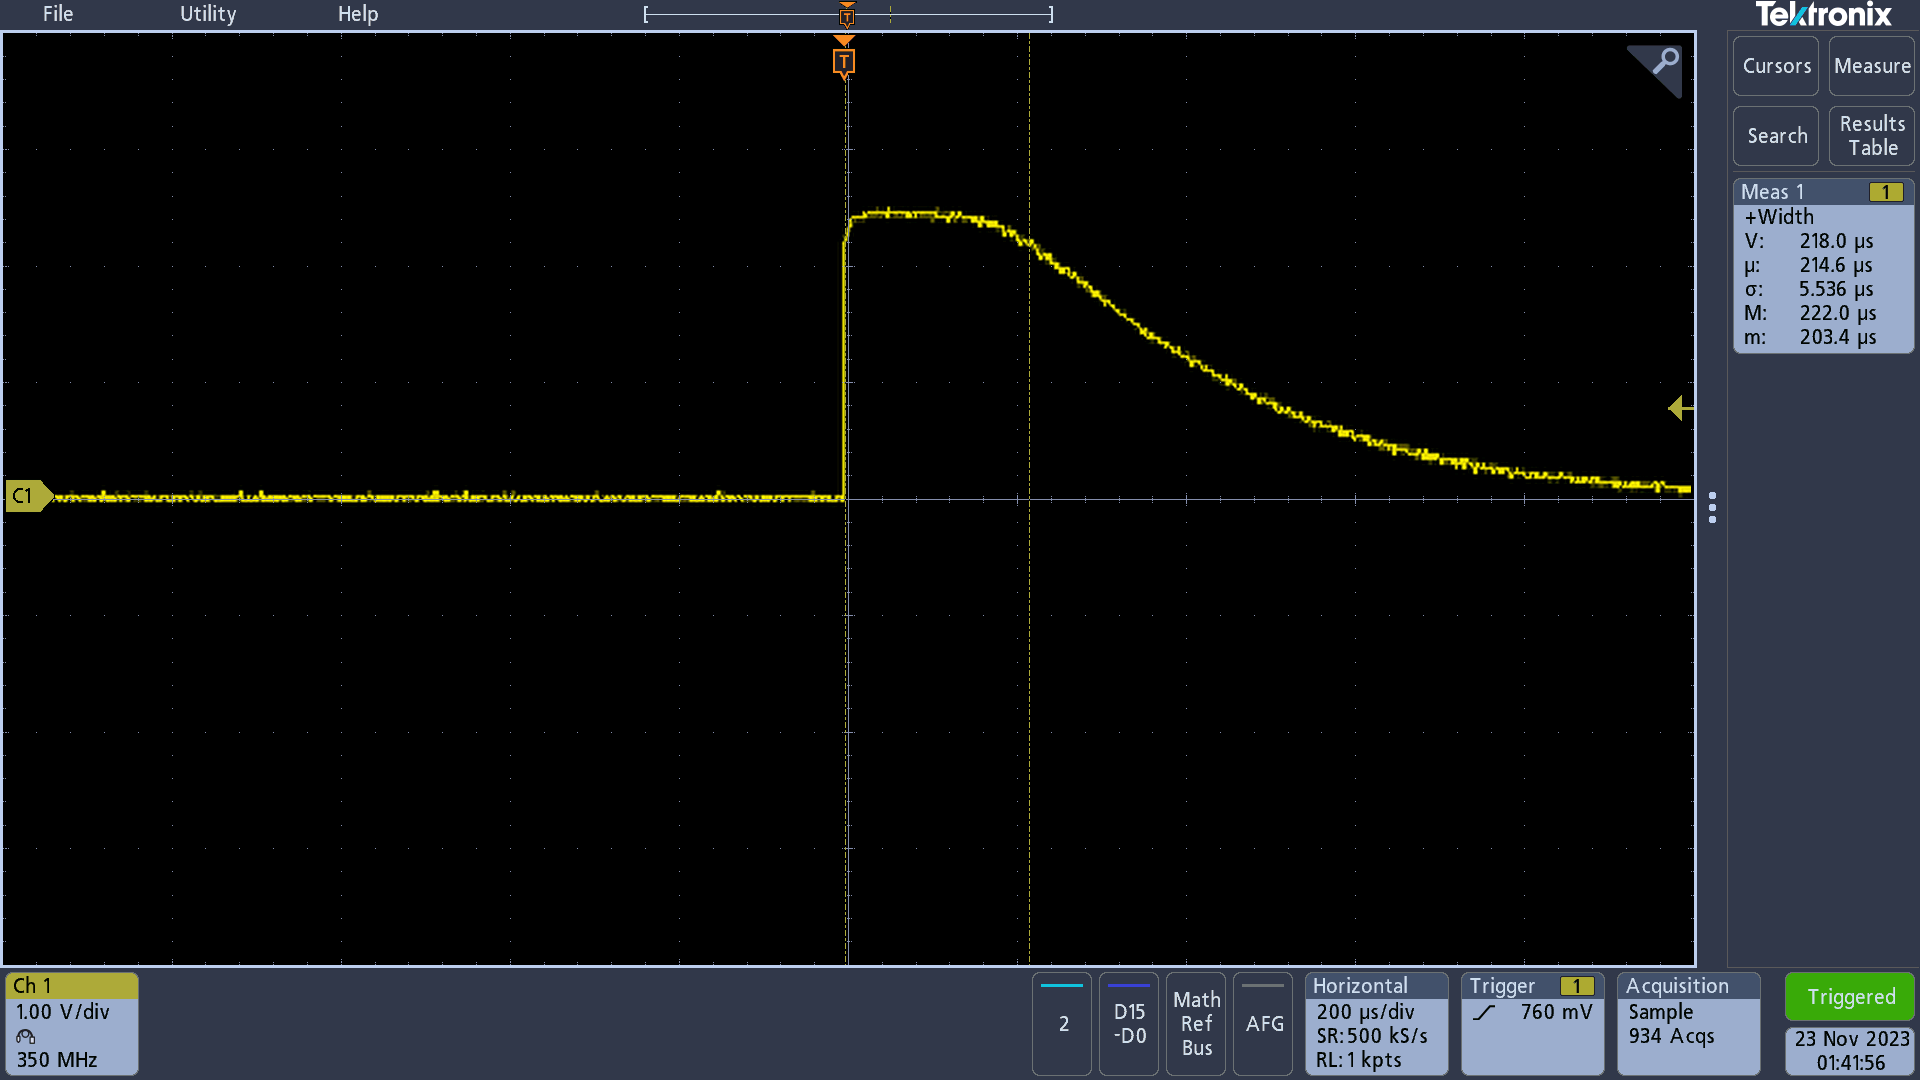 File Utility Help
Tektronix
T
T
Cursors Measure
Search Results Table
Meas 1 1
+Width
V: 218.0 µs
µ: 214.6 µs
σ: 5.536 µs
M: 222.0 µs
m: 203.4 µs
C1
Ch 1
1.00 V/div
350 MHz
2
D15
-D0
Math
Ref
Bus
AFG
Horizontal
200 µs/div
SR: 500 kS/s
RL: 1 kpts
Trigger 1
760 mV
Acquisition
Sample
934 Acqs
Triggered
23 Nov 2023
01:41:56